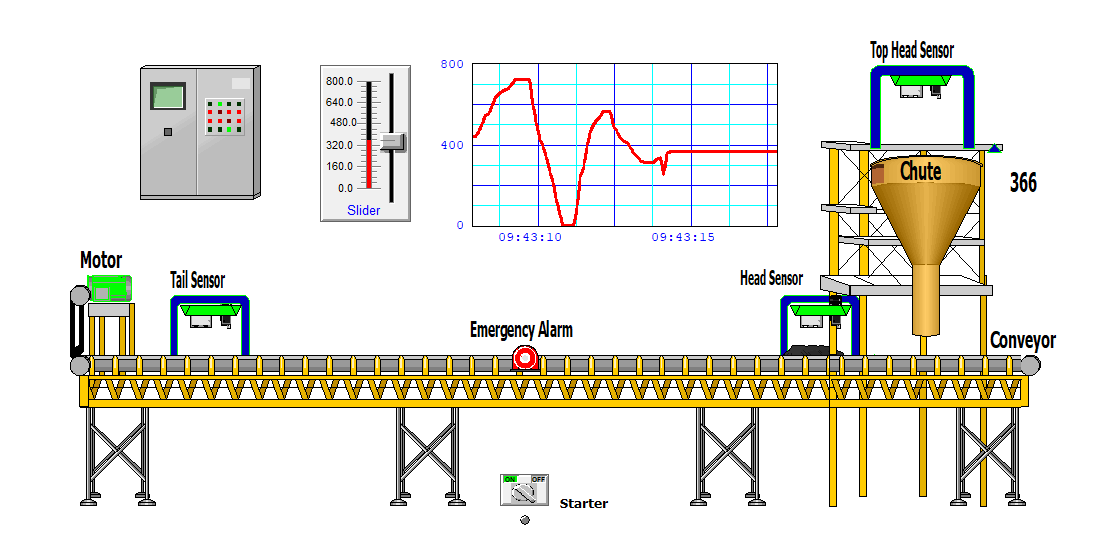 Top Head Sensor
800.0
640.0
480.0
320.0
160.0
0.0
Slider
800
400
0
09:43:10
09:43:15
Chute
366
Motor
Tail Sensor
Head Sensor
Emergency Alarm
Conveyor
ON OFF
Starter